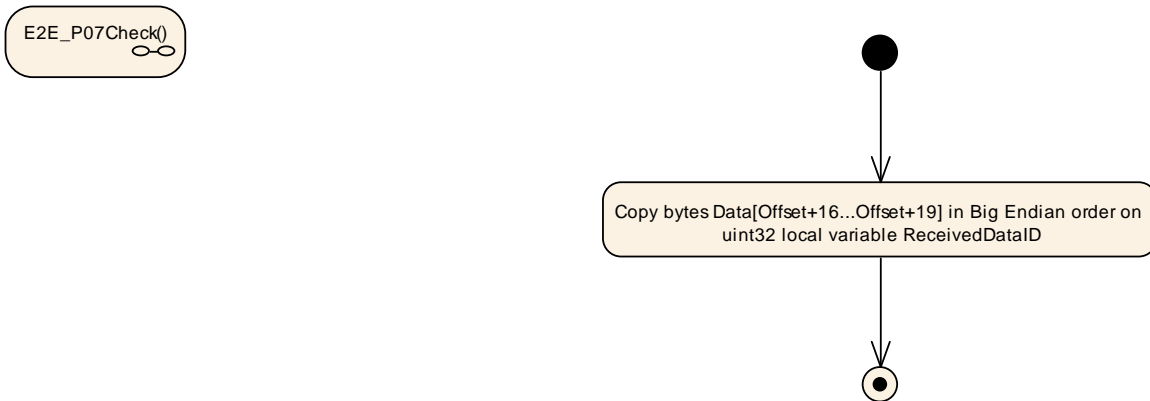 E2E_P07Check()
Copy bytes Data[Offset+16...Offset+19] in Big Endian order on
uint32 local variable ReceivedDataID